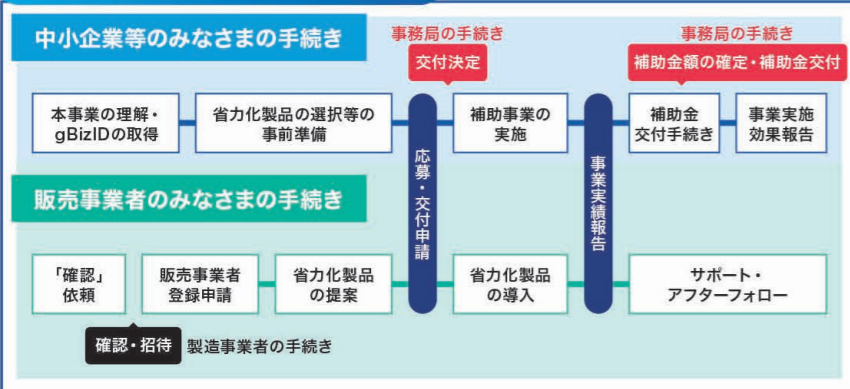 中小企業等のみなさまの手続き
事務局の手続き
交付決定
事務局の手続き
補助金額の確定・補助金交付
本事業の理解・
gBizIDの取得
省力化製品の選択等の
事前準備
応募・交付申請
補助事業の
実施
事業実績報告
補助金
交付手続き
事業実施
効果報告
販売事業者のみなさまの手続き
「確認」
依頼
販売事業者
登録申請
省力化製品
の提案
省力化製品
の導入
サポート・
アフターフォロー
確認・招待
製造事業者の手続き